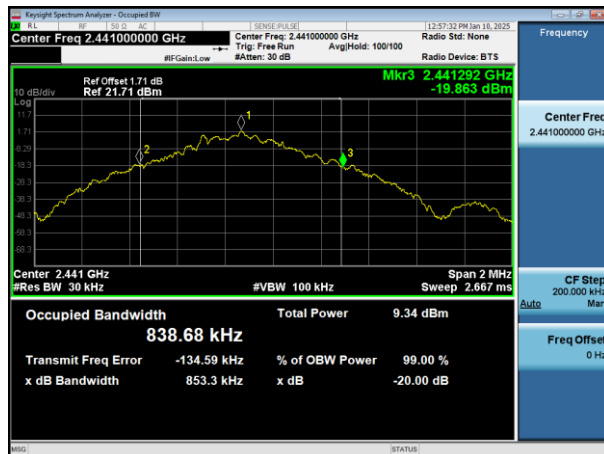 Keysight Spectrum Analyzer - Occupied BW
RL RF 50 Ω AC SENSE:PULSE 12:57:32 PM Jan 10, 2025
Center Freq 2.441000000 GHz Center Freq: 2.441000000 GHz Radio Std: None
Trig: Free Run Avg|Hold: 100/100
#IFGain:Low #Atten: 30 dB Radio Device: BTS
Frequency
Ref Offset 1.71 dB Mkr3 2.441292 GHz
10 dB/div Ref 21.71 dBm -19.863 dBm
Log
11.7
1.71
-8.29
-18.3
-28.3
-38.3
-48.3
-58.3
-68.3
1
2
3
Center 2.441 GHz Span 2 MHz
#Res BW 30 kHz #VBW 100 kHz Sweep 2.667 ms
Occupied Bandwidth Total Power 9.34 dBm
838.68 kHz
Transmit Freq Error -134.59 kHz % of OBW Power 99.00 %
x dB Bandwidth 853.3 kHz x dB -20.00 dB
Center Freq
2.441000000 GHz
CF Step
200.000 kHz
Auto Man
Freq Offset
0 Hz
MSG STATUS